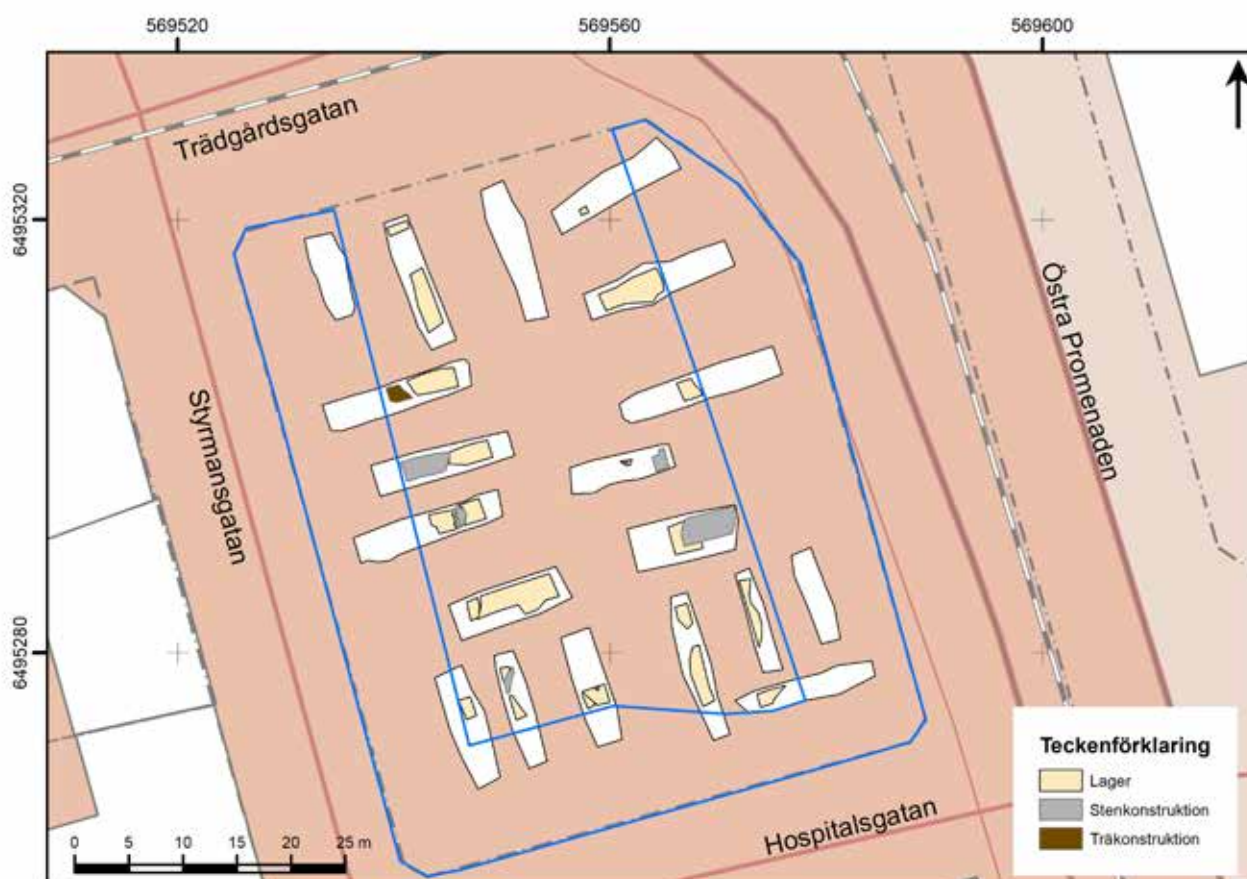 569520 569560 569600
Trädgårdsgatan
6495320
Östra Promenaden
Styrmansgatan
6495280
Teckenförklaring
Lager
Stenkonstruktion
Träkonstruktion
Hospitalsgatan
0 5 10 15 20 25 m